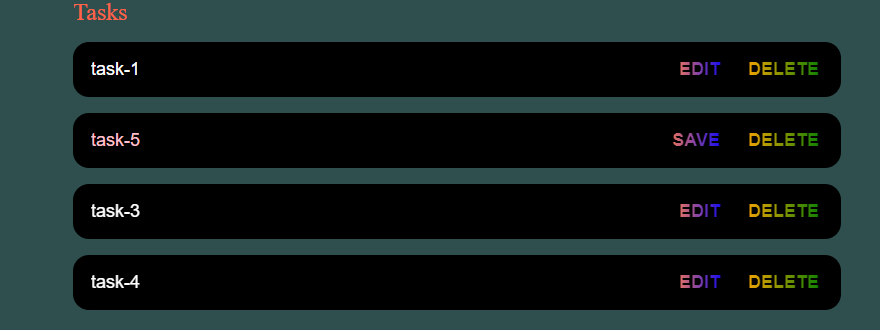 Tasks
task-1 EDIT DELETE
task-5 SAVE DELETE
task-3 EDIT DELETE
task-4 EDIT DELETE